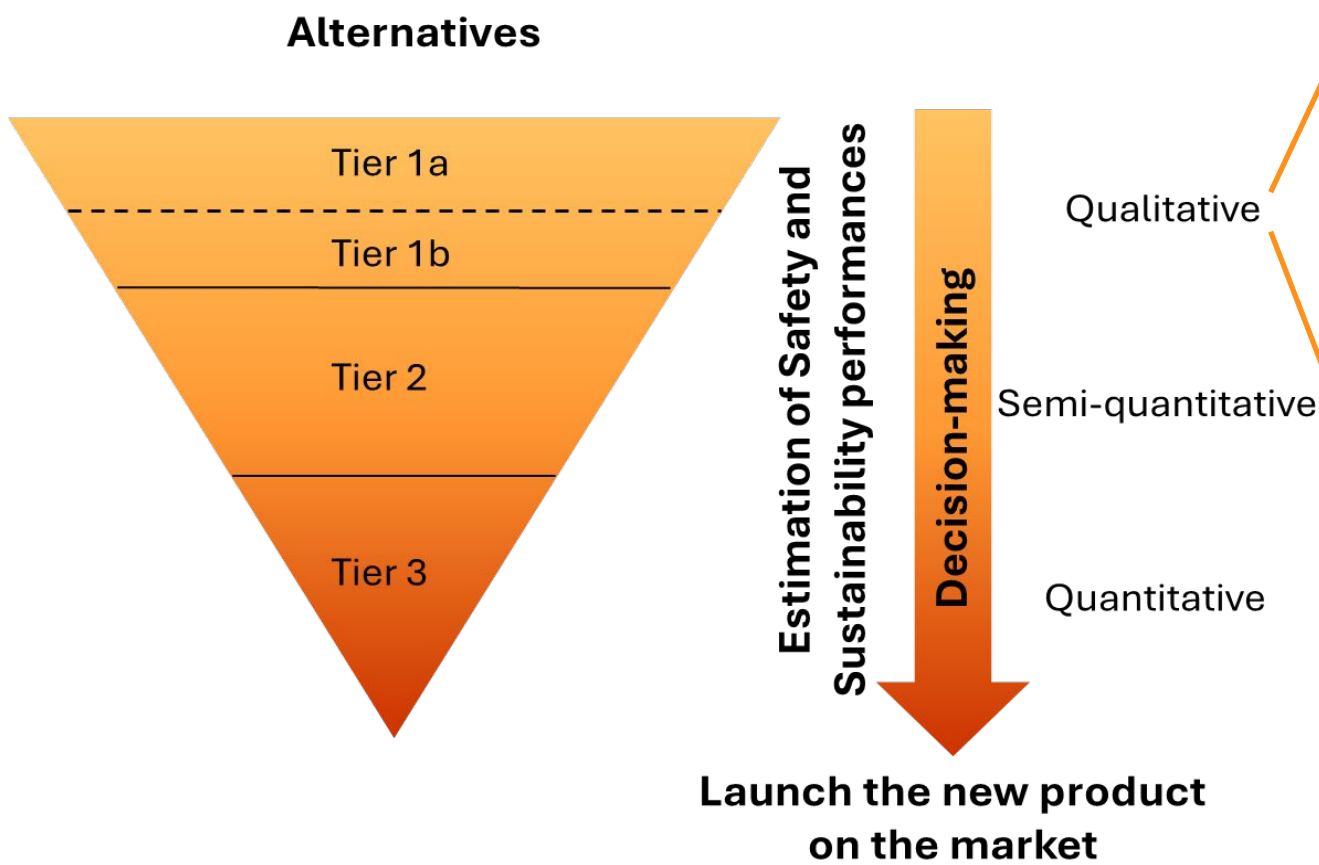 Alternatives
Tier 1a
Tier 1b
Tier 2
Tier 3
Estimation of Safety and
Sustainability performances
Decision-making
Qualitative
Semi-quantitative
Quantitative
Launch the new product
on the market